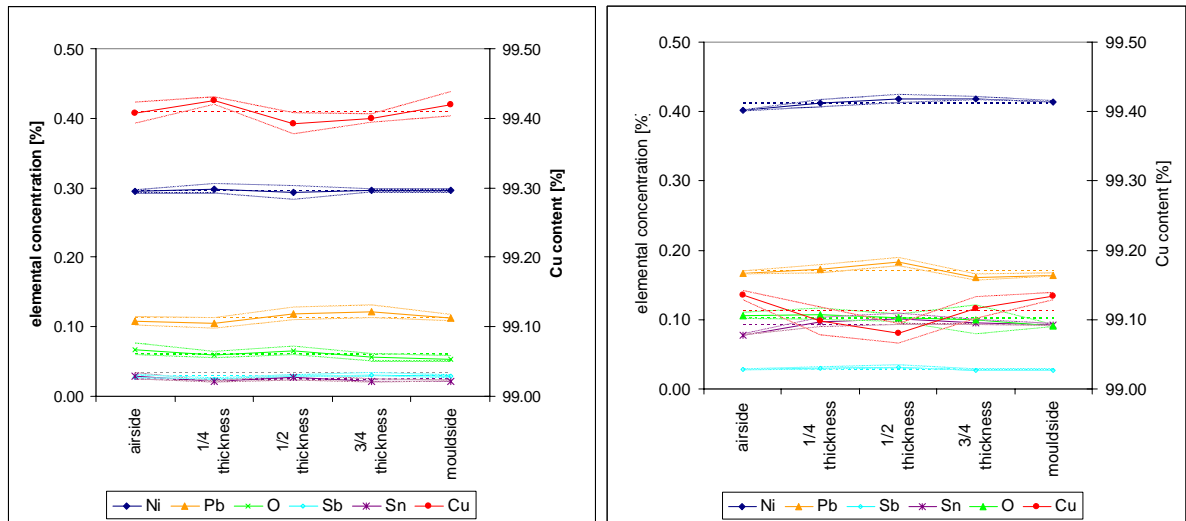 0.50
0.40
0.30
0.20
0.10
0.00
elemental concentration [%]
99.50
99.40
99.30
99.20
99.10
99.00
Cu content [%]
airside
1/4
thickness
1/2
thickness
3/4
thickness
mouldside
Ni Pb O Sb Sn Cu
0.50
0.40
0.30
0.20
0.10
0.00
elemental concentration [%]
99.50
99.40
99.30
99.20
99.10
99.00
Cu content [%]
airside
1/4
thickness
1/2
thickness
3/4
thickness
mouldside
Ni Pb Sb Sn O Cu